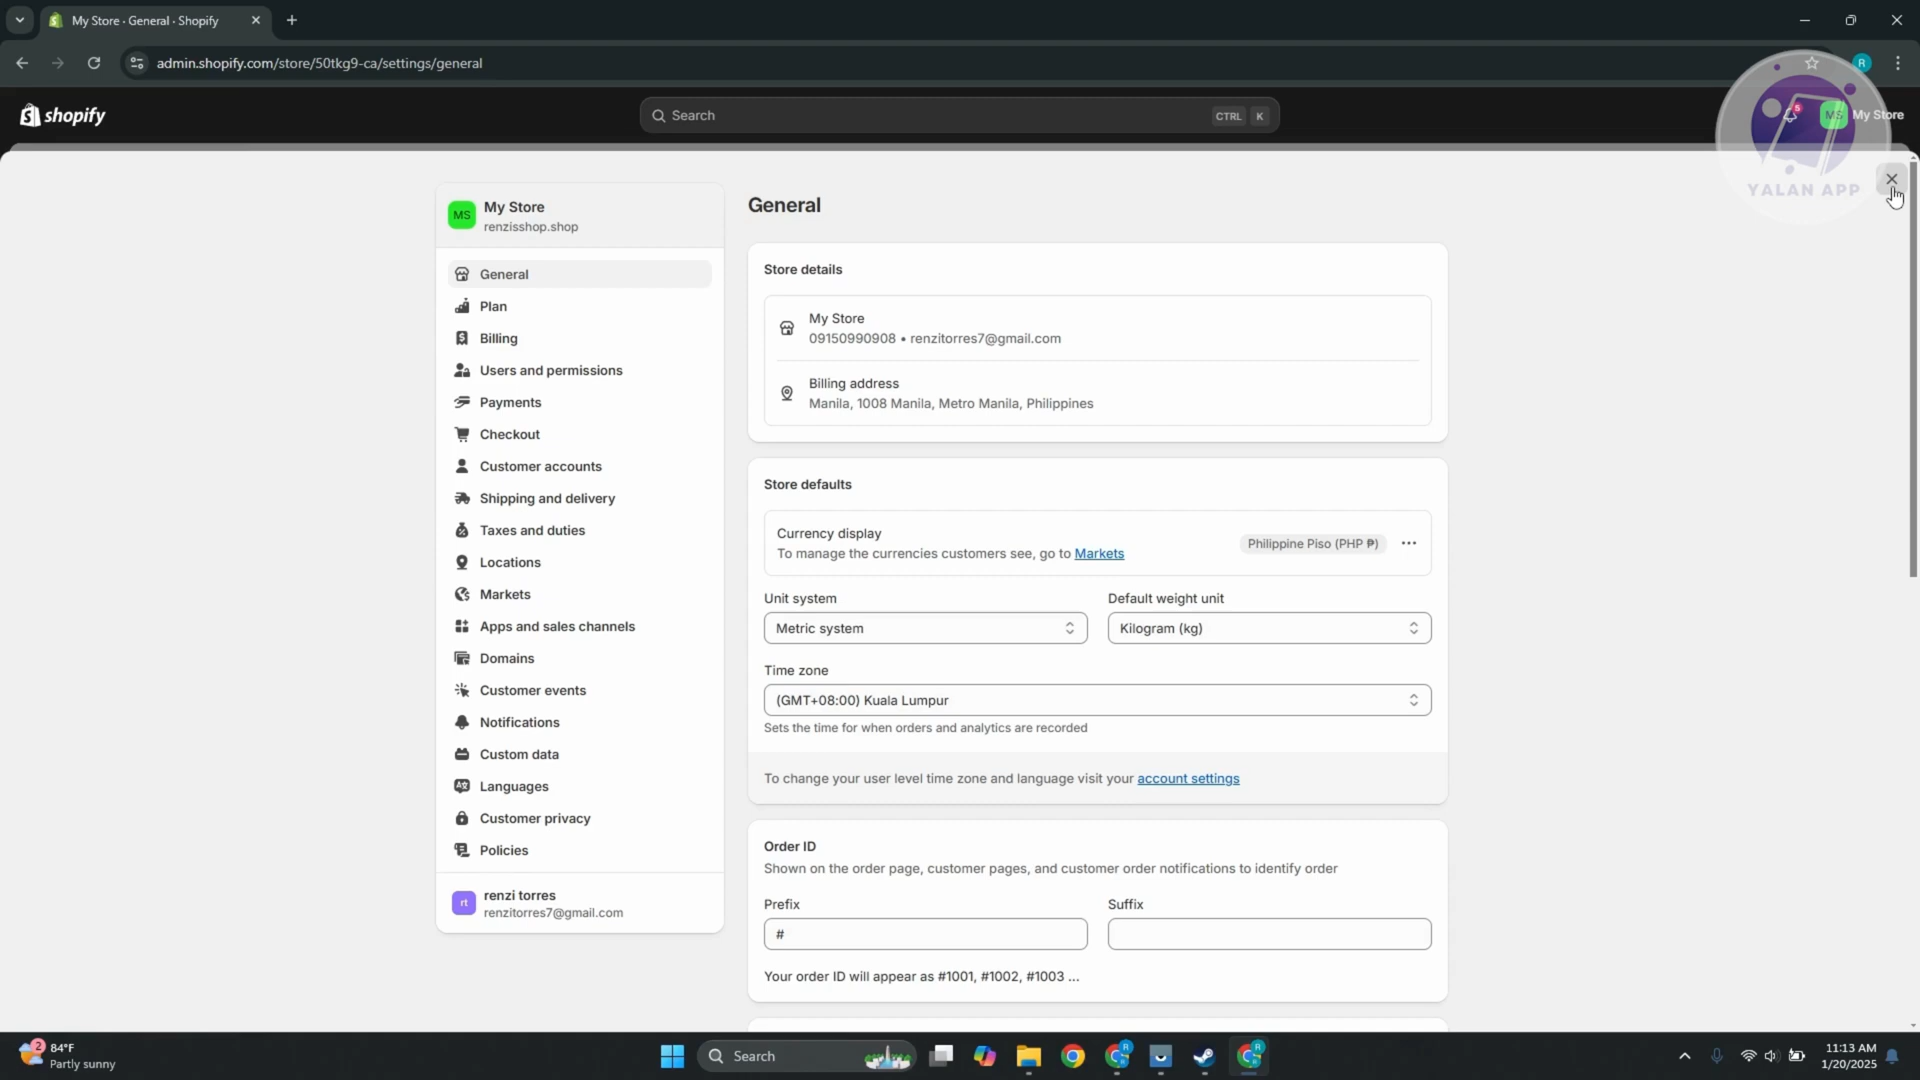 My Store · General · Shopify
admin.shopify.com/store/50tkg9-ca/settings/general
R
shopify
Search
CTRL K
5
MS
My Store
YALAN APP
MS
My Store
renzisshop.shop
General
Plan
Billing
Users and permissions
Payments
Checkout
Customer accounts
Shipping and delivery
Taxes and duties
Locations
Markets
Apps and sales channels
Domains
Customer events
Notifications
Custom data
Languages
Customer privacy
Policies
rt
renzi torres
renzitorres7@gmail.com
General
Store details
My Store
09150990908 • renzitorres7@gmail.com
Billing address
Manila, 1008 Manila, Metro Manila, Philippines
Store defaults
Currency display
To manage the currencies customers see, go to Markets
Philippine Piso (PHP ₱)
Unit system
Default weight unit
Metric system
Kilogram (kg)
Time zone
(GMT+08:00) Kuala Lumpur
Sets the time for when orders and analytics are recorded
To change your user level time zone and language visit your account settings
Order ID
Shown on the order page, customer pages, and customer order notifications to identify order
Prefix
Suffix
#
Your order ID will appear as #1001, #1002, #1003 ...
2
84°F
Partly sunny
Search
R
R
11:13 AM
1/20/2025